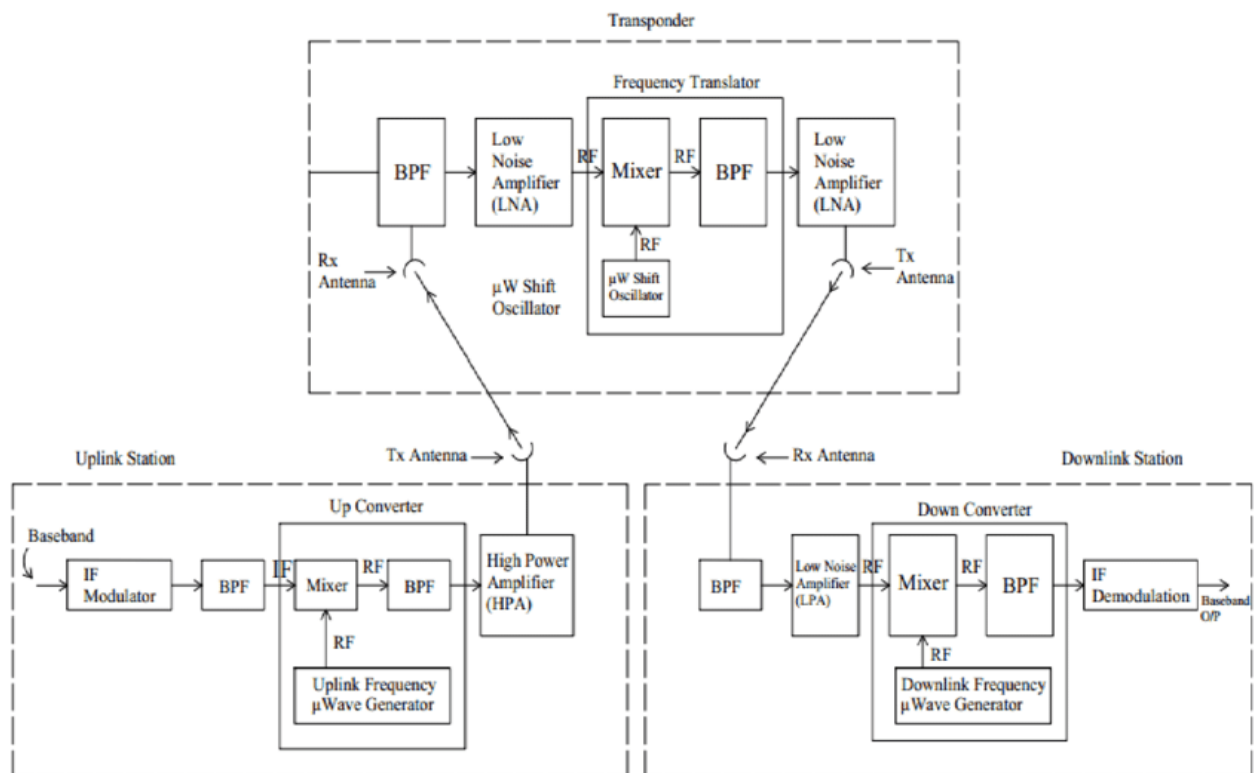 Transponder
Frequency Translator
BPF
Low
Noise
Amplifier
(LNA)
RF
Mixer
RF
BPF
Low
Noise
Amplifier
(LNA)
RF
µW Shift
Oscillator
Rx
Antenna
µW Shift
Oscillator
Tx
Antenna
Uplink Station
Tx Antenna
Rx Antenna
Downlink Station
Up Converter
Baseband
IF
Modulator
BPF
IF
Mixer
RF
BPF
High Power
Amplifier
(HPA)
RF
Uplink Frequency
µWave Generator
Down Converter
BPF
Low Noise
Amplifier
(LPA)
RF
Mixer
RF
BPF
IF
Demodulation
Baseband
O/P
RF
Downlink Frequency
µWave Generator